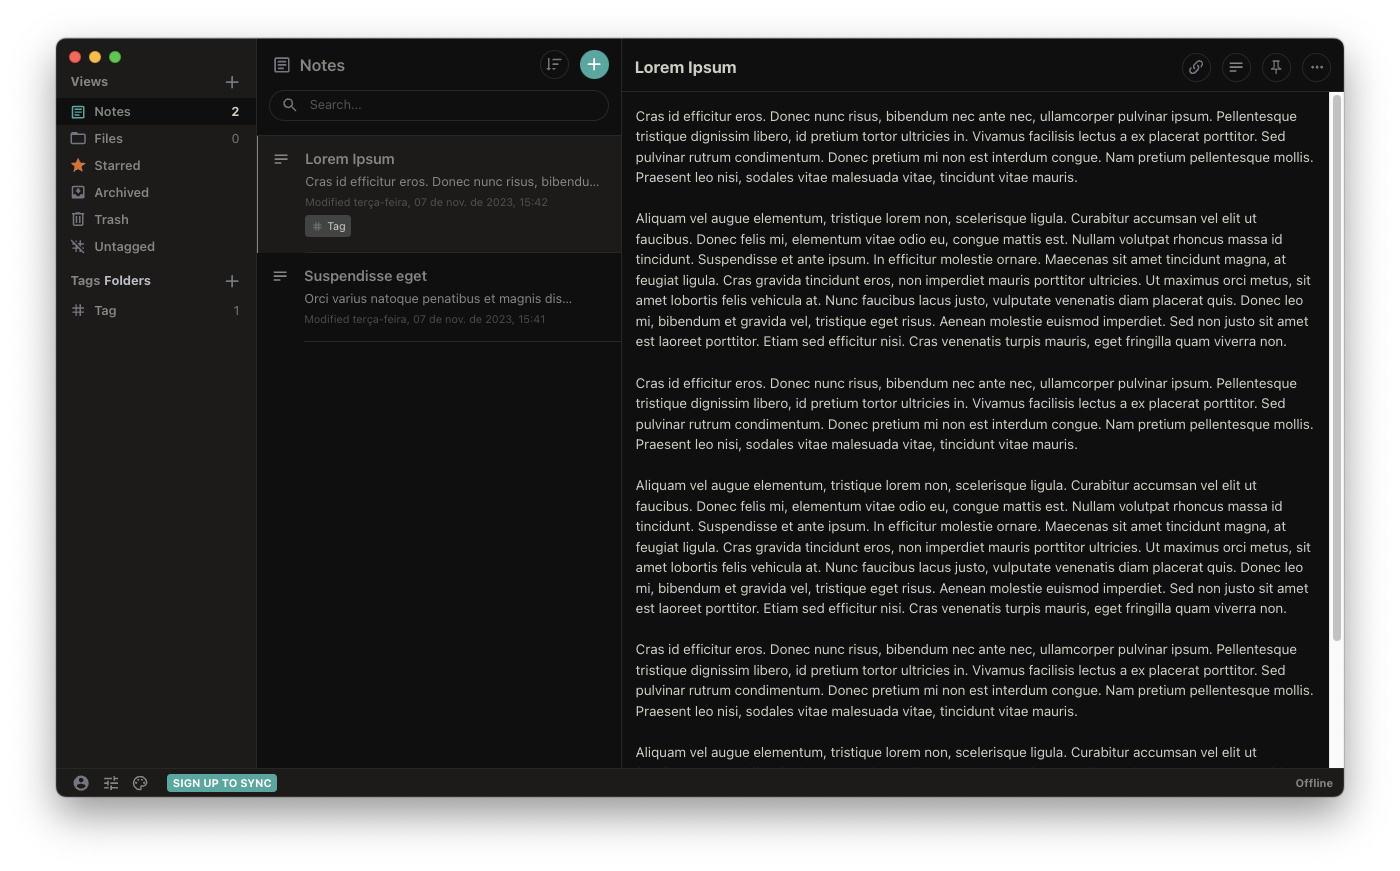 Views
Notes 2
Files 0
Starred
Archived
Trash
Untagged
Tags Folders
Tag 1
Notes
Search...
Lorem Ipsum
Cras id efficitur eros. Donec nunc risus, bibendu...
Modified terça-feira, 07 de nov. de 2023, 15:42
# Tag
Suspendisse eget
Orci varius natoque penatibus et magnis dis...
Modified terça-feira, 07 de nov. de 2023, 15:41
Lorem Ipsum
Cras id efficitur eros. Donec nunc risus, bibendum nec ante nec, ullamcorper pulvinar ipsum. Pellentesque
tristique dignissim libero, id pretium tortor ultricies in. Vivamus facilisis lectus a ex placerat porttitor. Sed
pulvinar rutrum condimentum. Donec pretium mi non est interdum congue. Nam pretium pellentesque mollis.
Praesent leo nisi, sodales vitae malesuada vitae, tincidunt vitae mauris.
Aliquam vel augue elementum, tristique lorem non, scelerisque ligula. Curabitur accumsan vel elit ut
faucibus. Donec felis mi, elementum vitae odio eu, congue mattis est. Nullam volutpat rhoncus massa id
tincidunt. Suspendisse et ante ipsum. In efficitur molestie ornare. Maecenas sit amet tincidunt magna, at
feugiat ligula. Cras gravida tincidunt eros, non imperdiet mauris porttitor ultricies. Ut maximus orci metus, sit
amet lobortis felis vehicula at. Nunc faucibus lacus justo, vulputate venenatis diam placerat quis. Donec leo
mi, bibendum et gravida vel, tristique eget risus. Aenean molestie euismod imperdiet. Sed non justo sit amet
est laoreet porttitor. Etiam sed efficitur nisi. Cras venenatis turpis mauris, eget fringilla quam viverra non.
Cras id efficitur eros. Donec nunc risus, bibendum nec ante nec, ullamcorper pulvinar ipsum. Pellentesque
tristique dignissim libero, id pretium tortor ultricies in. Vivamus facilisis lectus a ex placerat porttitor. Sed
pulvinar rutrum condimentum. Donec pretium mi non est interdum congue. Nam pretium pellentesque mollis.
Praesent leo nisi, sodales vitae malesuada vitae, tincidunt vitae mauris.
Aliquam vel augue elementum, tristique lorem non, scelerisque ligula. Curabitur accumsan vel elit ut
faucibus. Donec felis mi, elementum vitae odio eu, congue mattis est. Nullam volutpat rhoncus massa id
tincidunt. Suspendisse et ante ipsum. In efficitur molestie ornare. Maecenas sit amet tincidunt magna, at
feugiat ligula. Cras gravida tincidunt eros, non imperdiet mauris porttitor ultricies. Ut maximus orci metus, sit
amet lobortis felis vehicula at. Nunc faucibus lacus justo, vulputate venenatis diam placerat quis. Donec leo
mi, bibendum et gravida vel, tristique eget risus. Aenean molestie euismod imperdiet. Sed non justo sit amet
est laoreet porttitor. Etiam sed efficitur nisi. Cras venenatis turpis mauris, eget fringilla quam viverra non.
Cras id efficitur eros. Donec nunc risus, bibendum nec ante nec, ullamcorper pulvinar ipsum. Pellentesque
tristique dignissim libero, id pretium tortor ultricies in. Vivamus facilisis lectus a ex placerat porttitor. Sed
pulvinar rutrum condimentum. Donec pretium mi non est interdum congue. Nam pretium pellentesque mollis.
Praesent leo nisi, sodales vitae malesuada vitae, tincidunt vitae mauris.
Aliquam vel augue elementum, tristique lorem non, scelerisque ligula. Curabitur accumsan vel elit ut
SIGN UP TO SYNC
Offline